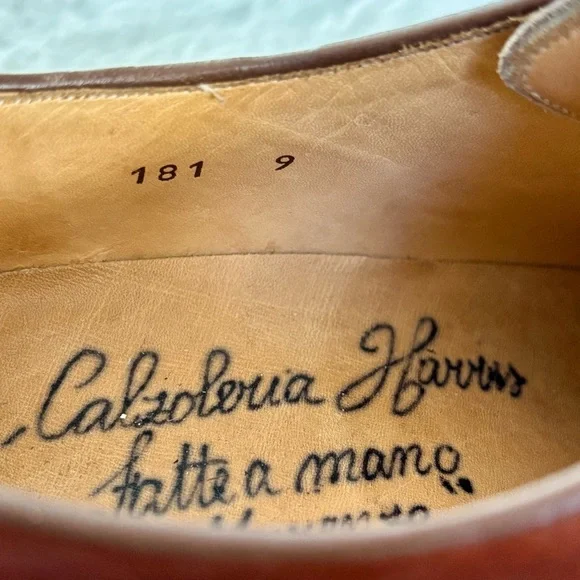 181 9
Calzoleria Harris
fatte a mano